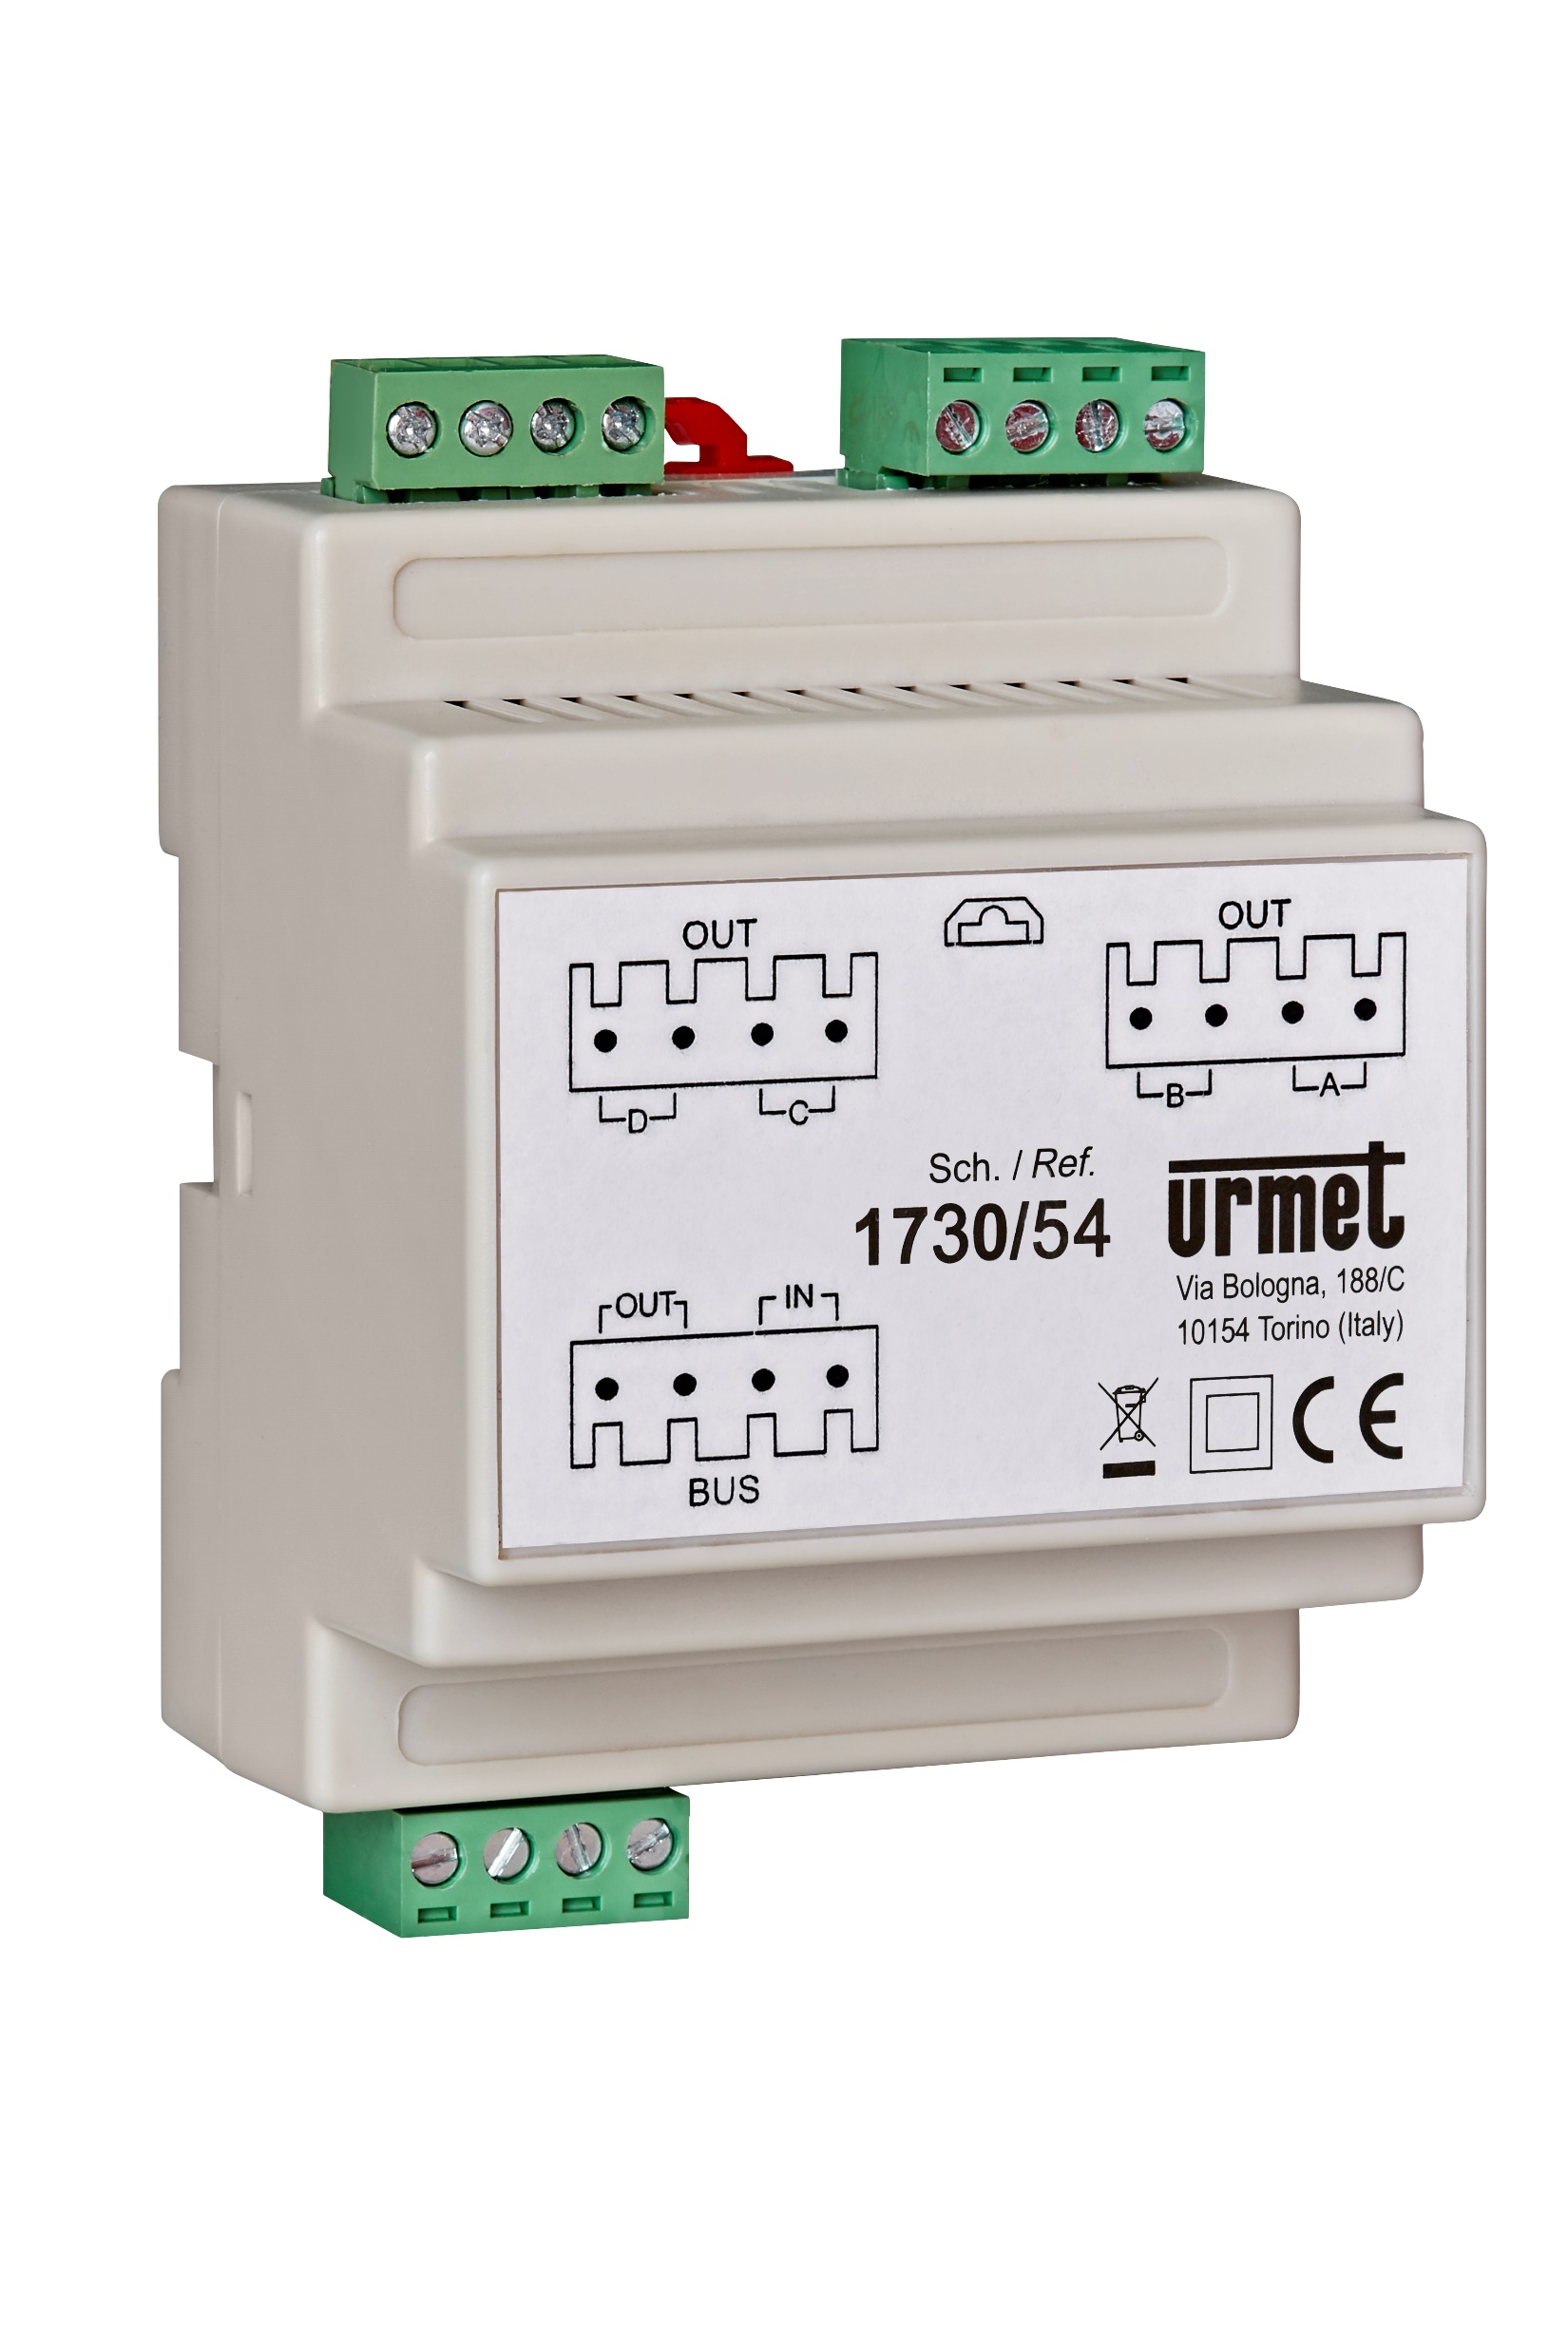 OUT
OUT
D
C
B
A
Sch. / Ref.
1730/54
urmet
Via Bologna, 188/C
10154 Torino (Italy)
OUT
IN
BUS
CE